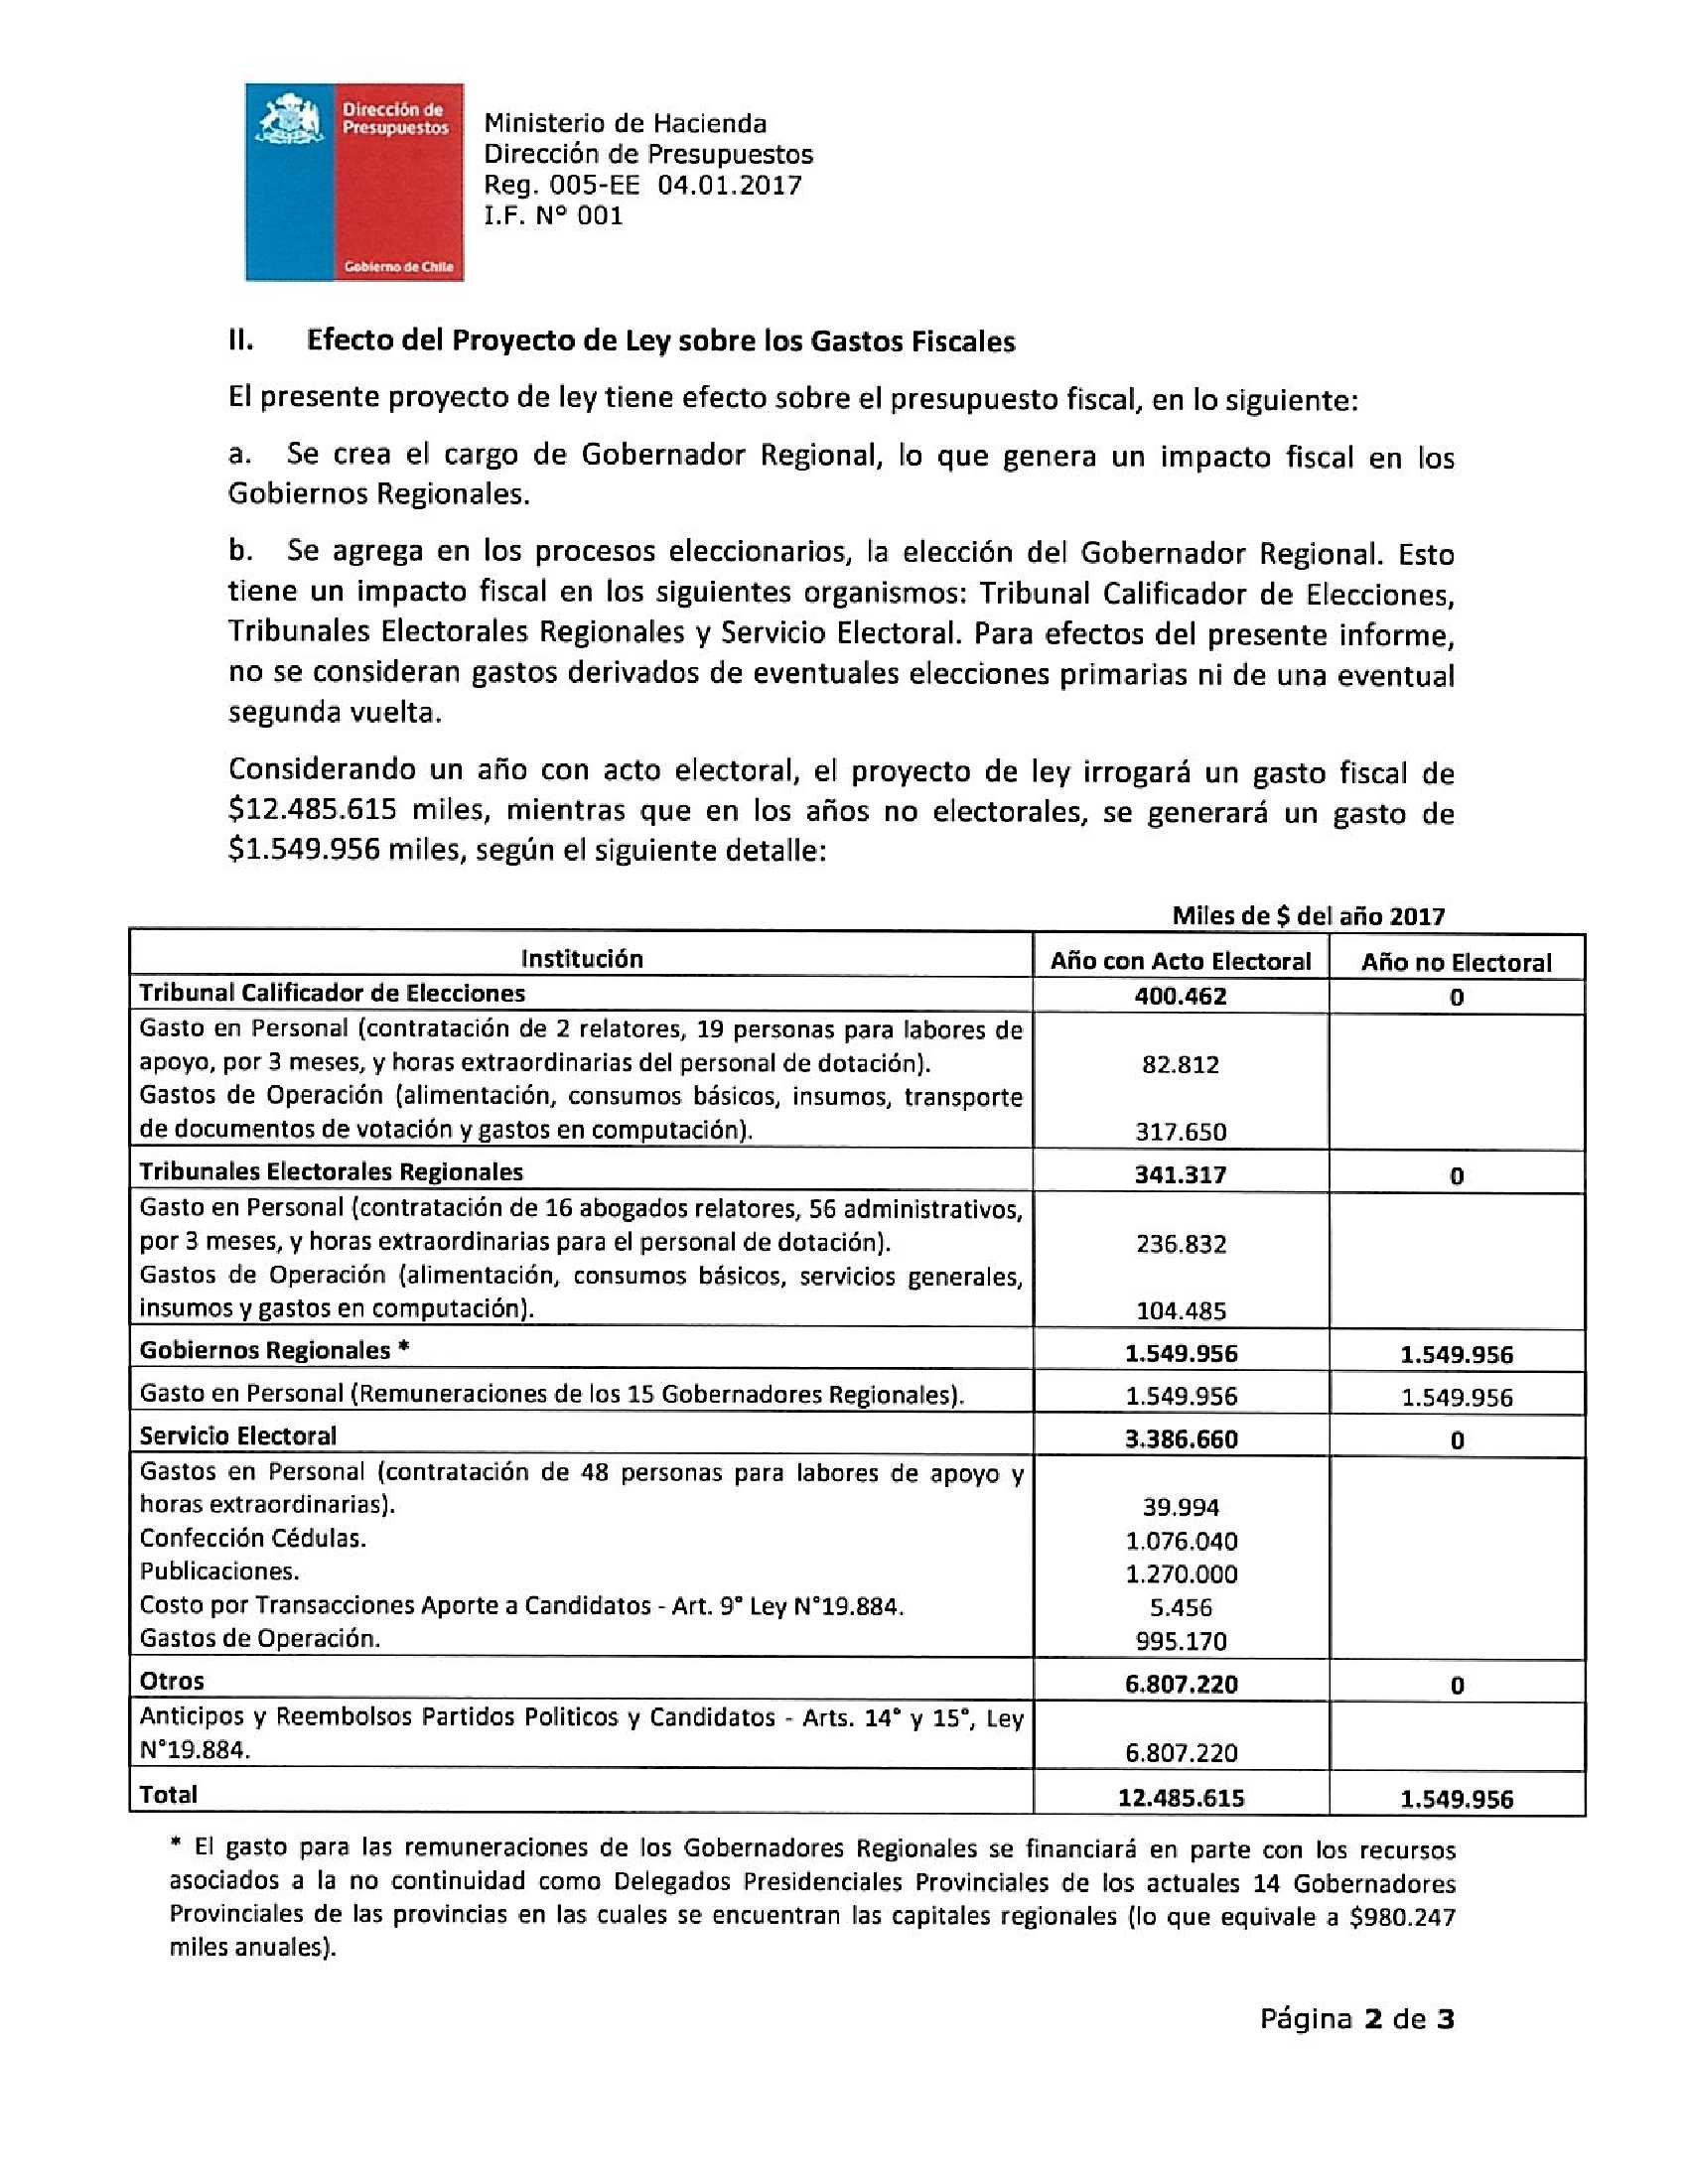 Dirección de
Presupuestos
Gobierno de Chile
Ministerio de Hacienda
Dirección de Presupuestos
Reg. 005-EE 04.01.2017
I.F. N° 001
II. Efecto del Proyecto de Ley sobre los Gastos Fiscales
El presente proyecto de ley tiene efecto sobre el presupuesto fiscal, en lo siguiente:
a. Se crea el cargo de Gobernador Regional, lo que genera un impacto fiscal en los
Gobiernos Regionales.
b. Se agrega en los procesos eleccionarios, la elección del Gobernador Regional. Esto
tiene un impacto fiscal en los siguientes organismos: Tribunal Calificador de Elecciones,
Tribunales Electorales Regionales y Servicio Electoral. Para efectos del presente informe,
no se consideran gastos derivados de eventuales elecciones primarias ni de una eventual
segunda vuelta.
Considerando un año con acto electoral, el proyecto de ley irrogará un gasto fiscal de
$12.485.615 miles, mientras que en los años no electorales, se generará un gasto de
$1.549.956 miles, según el siguiente detalle:
Miles de $ del año 2017
Institución Año con Acto Electoral Año no Electoral
Tribunal Calificador de Elecciones 400.462 0
Gasto en Personal (contratación de 2 relatores, 19 personas para labores de
apoyo, por 3 meses, y horas extraordinarias del personal de dotación). 82.812
Gastos de Operación (alimentación, consumos básicos, insumos, transporte
de documentos de votación y gastos en computación). 317.650
Tribunales Electorales Regionales 341.317 0
Gasto en Personal (contratación de 16 abogados relatores, 56 administrativos,
por 3 meses, y horas extraordinarias para el personal de dotación). 236.832
Gastos de Operación (alimentación, consumos básicos, servicios generales,
insumos y gastos en computación). 104.485
Gobiernos Regionales * 1.549.956 1.549.956
Gasto en Personal (Remuneraciones de los 15 Gobernadores Regionales). 1.549.956 1.549.956
Servicio Electoral 3.386.660 0
Gastos en Personal (contratación de 48 personas para labores de apoyo y
horas extraordinarias). 39.994
Confección Cédulas. 1.076.040
Publicaciones. 1.270.000
Costo por Transacciones Aporte a Candidatos - Art. 9° Ley N°19.884. 5.456
Gastos de Operación. 995.170
Otros 6.807.220 0
Anticipos y Reembolsos Partidos Politicos y Candidatos - Arts. 14° y 15°, Ley
N°19.884. 6.807.220
Total 12.485.615 1.549.956
* El gasto para las remuneraciones de los Gobernadores Regionales se financiará en parte con los recursos
asociados a la no continuidad como Delegados Presidenciales Provinciales de los actuales 14 Gobernadores
Provinciales de las provincias en las cuales se encuentran las capitales regionales (lo que equivale a $980.247
miles anuales).
Página 2 de 3